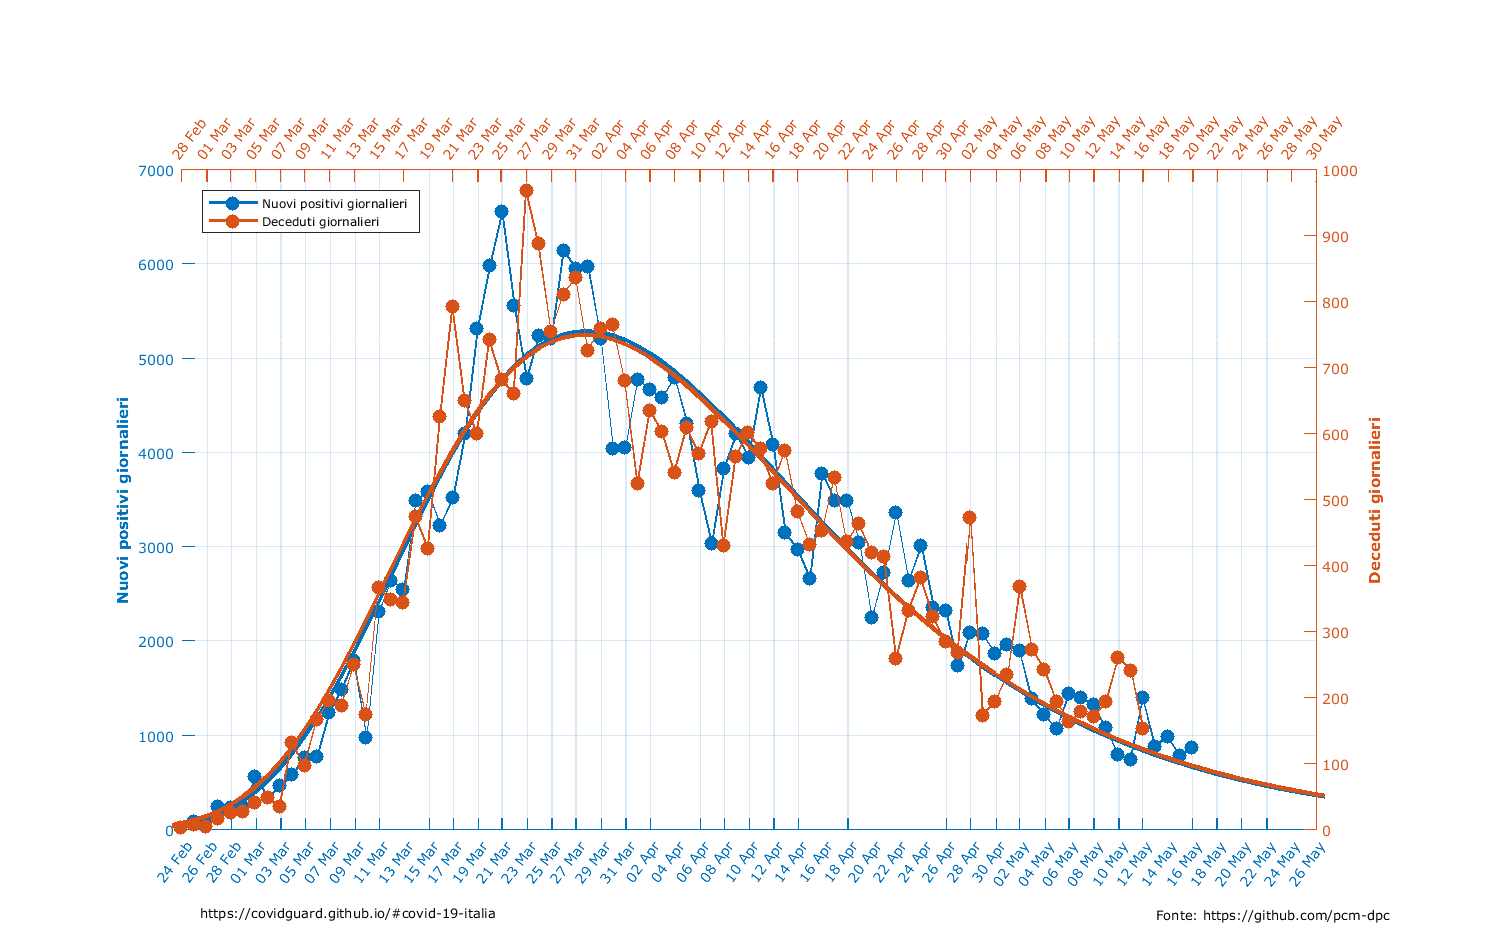 28 Feb 01 Mar 03 Mar 05 Mar 07 Mar 09 Mar 11 Mar 13 Mar 15 Mar 17 Mar 19 Mar 21 Mar 23 Mar 25 Mar 27 Mar 29 Mar 31 Mar 02 Apr 04 Apr 06 Apr 08 Apr 10 Apr 12 Apr 14 Apr 16 Apr 18 Apr 20 Apr 22 Apr 24 Apr 26 Apr 28 Apr 30 Apr 02 May 04 May 06 May 08 May 10 May 12 May 14 May 16 May 18 May 20 May 22 May 24 May 26 May 28 May 30 May
7000
6000
5000
4000
3000
2000
1000
0
Nuovi positivi giornalieri
Nuovi positivi giornalieri
Deceduti giornalieri
1000
900
800
700
600
500
400
300
200
100
0
Deceduti giornalieri
24 Feb 26 Feb 28 Feb 01 Mar 03 Mar 05 Mar 07 Mar 09 Mar 11 Mar 13 Mar 15 Mar 17 Mar 19 Mar 21 Mar 23 Mar 25 Mar 27 Mar 29 Mar 31 Mar 02 Apr 04 Apr 06 Apr 08 Apr 10 Apr 12 Apr 14 Apr 16 Apr 18 Apr 20 Apr 22 Apr 24 Apr 26 Apr 28 Apr 30 Apr 02 May 04 May 06 May 08 May 10 May 12 May 14 May 16 May 18 May 20 May 22 May 24 May 26 May
https://covidguard.github.io/#covid-19-italia
Fonte: https://github.com/pcm-dpc